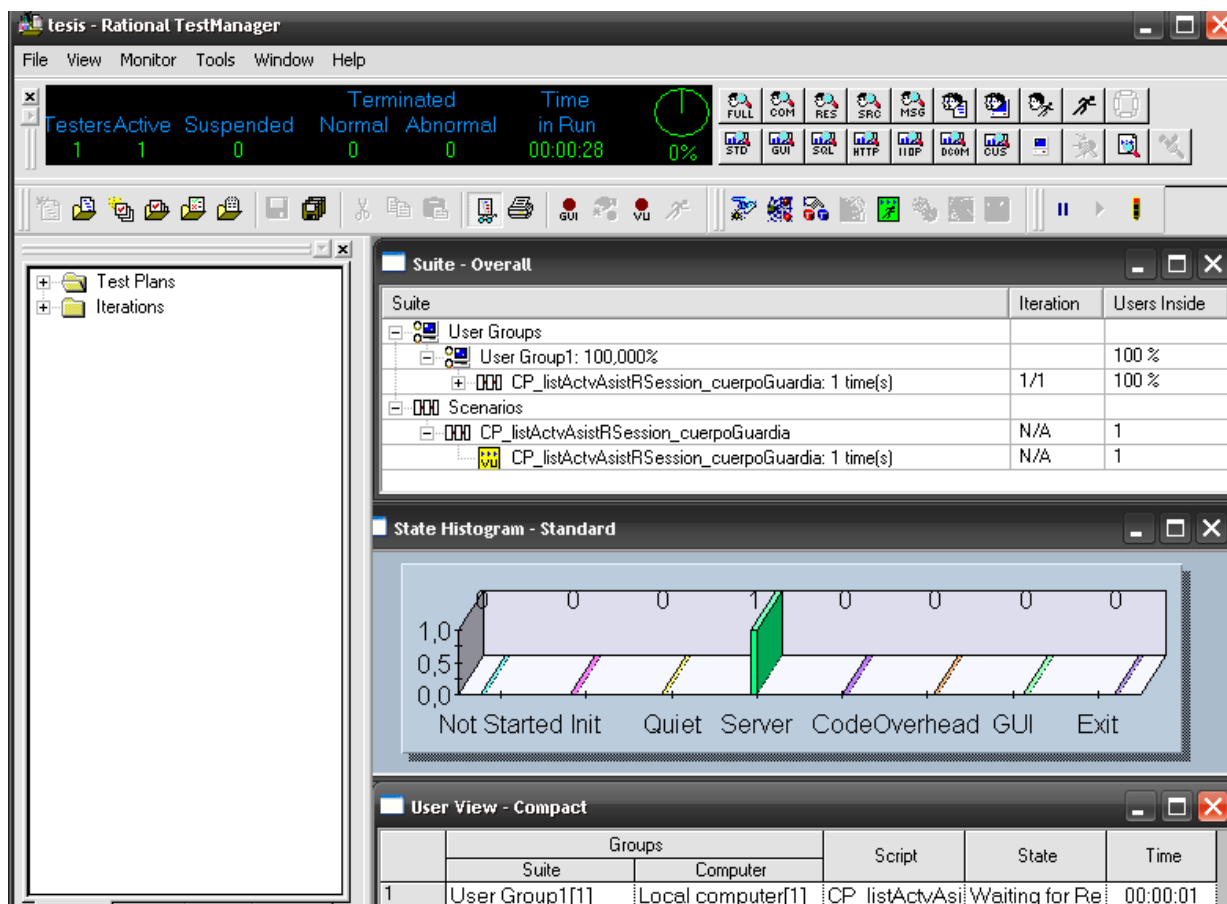 tesis - Rational TestManager
File View Monitor Tools Window Help
Terminated Time
Testers Active Suspended Normal Abnormal in Run
1 1 0 0 0 00:00:28 0%
FULL COM RES SRC MSG
STD GUI SQL HTTP IIOP DCOM CUS
GUI VU
Test Plans
Iterations
Suite - Overall
Suite Iteration Users Inside
User Groups
User Group1: 100,000% 100 %
CP_listActvAsistRSession_cuerpoGuardia: 1 time(s) 1/1 100 %
Scenarios
CP_listActvAsistRSession_cuerpoGuardia N/A 1
VU CP_listActvAsistRSession_cuerpoGuardia: 1 time(s) N/A 1
State Histogram - Standard
0 0 0 1 0 0 0 0
1,0
0,5
0,0
Not Started Init Quiet Server Code Overhead GUI Exit
User View - Compact
Groups Script State Time
Suite Computer
1 User Group1[1] Local computer[1] CP_listActvAsi Waiting for Re 00:00:01